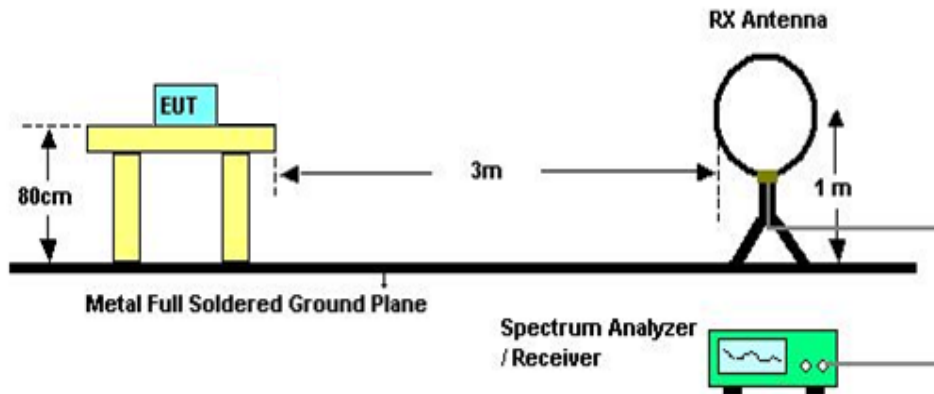 RX Antenna
EUT
3m
80cm
1 m
Metal Full Soldered Ground Plane
Spectrum Analyzer
/ Receiver